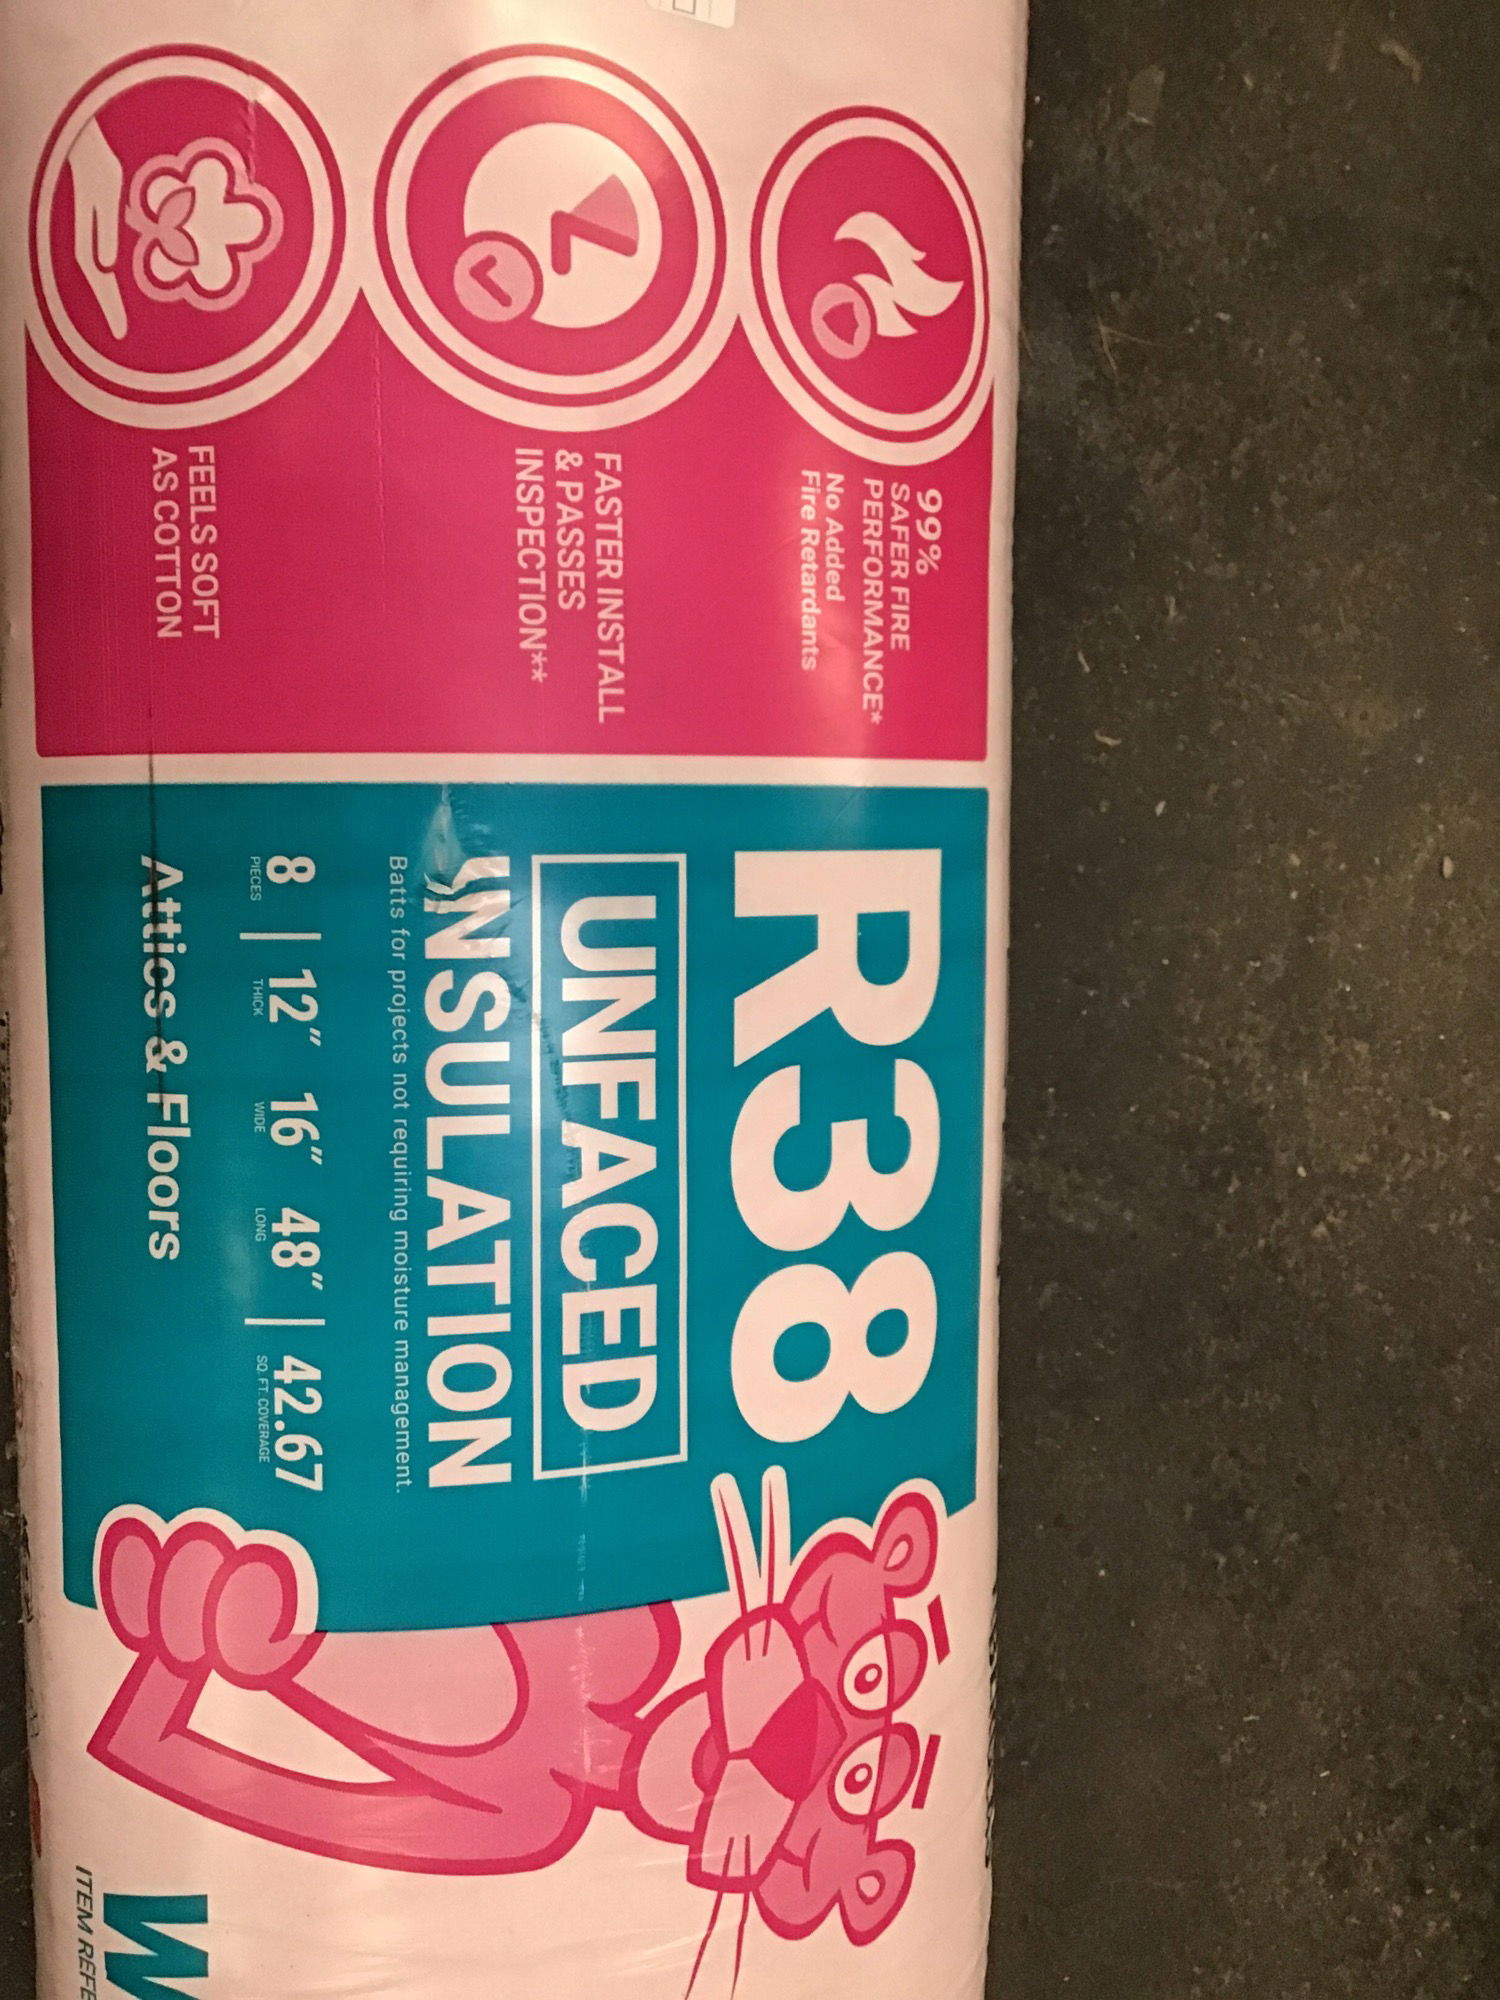 99%
SAFER FIRE
PERFORMANCE*
No Added
Fire Retardants
FASTER INSTALL
& PASSES
INSPECTION**
FEELS SOFT
AS COTTON
R38
UNFACED
INSULATION
Batts for projects not requiring moisture management.
8 | 12" 16" 48" | 42.67
PIECES THICK WIDE LONG SQ. FT. COVERAGE
Attics & Floors
W
ITEM REFE